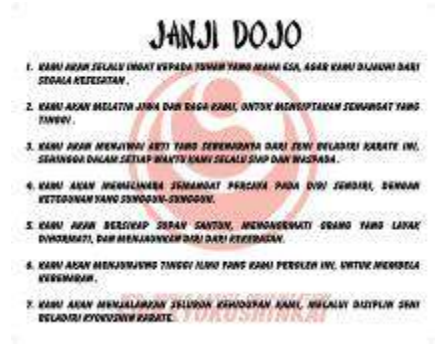 JANJI DOJO
1. KAMI AKAN SELALU INGAT KEPADA TUHAN YANG MAHA ESA, AGAR KAMI DIJAUHI DARI
SEGALA KESESATAN.
2. KAMI AKAN MELATIH JIWA DAN RAGA KAMI, UNTUK MENCIPTAKAN SEMANGAT YANG
TINGGI.
3. KAMI AKAN MENJIWAI ARTI YANG SEBENARNYA DARI SENI BELADIRI KARATE INI,
SEHINGGA DALAM SETIAP WAKTU KAMI SELALU SIAP DAN WASPADA.
4. KAMI AKAN MEMELIHARA SEMANGAT PERCAYA PADA DIRI SENDIRI, DENGAN
KETEGUHAN YANG SUNGGUH-SUNGGUH.
5. KAMI AKAN BERSIKAP SOPAN SANTUN, MENGHORMATI ORANG YANG LAYAK
DIHORMATI, DAN MENJAUHKAN DIRI DARI KEKERASAN.
6. KAMI AKAN MENJUNJUNG TINGGI ILMU YANG KAMI PEROLEH INI, UNTUK MEMBELA
KEBENARAN.
7. KAMI AKAN MENJALANKAN SELURUH KEHIDUPAN KAMI, MELALUI DISIPLIN SENI
BELADIRI KYOKUSHIN KARATE.
KYOKUSHINKAI